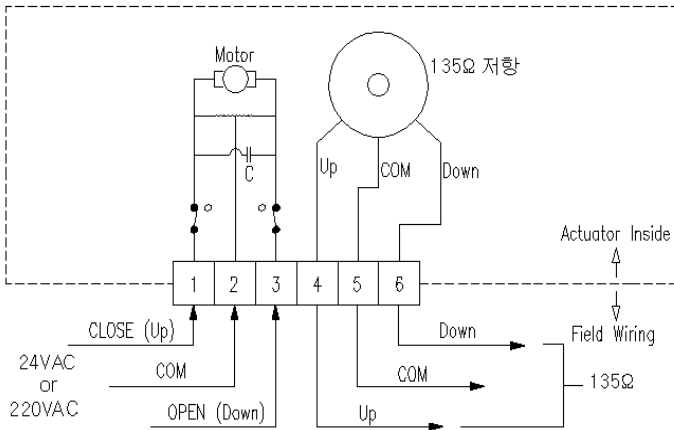 Motor
135Ω 저항
C
Up
COM
Down
Actuator Inside
1 2 3 4 5 6
CLOSE (Up)
Down
Field Wiring
24VAC
or
220VAC
COM
COM
135Ω
OPEN (Down)
Up